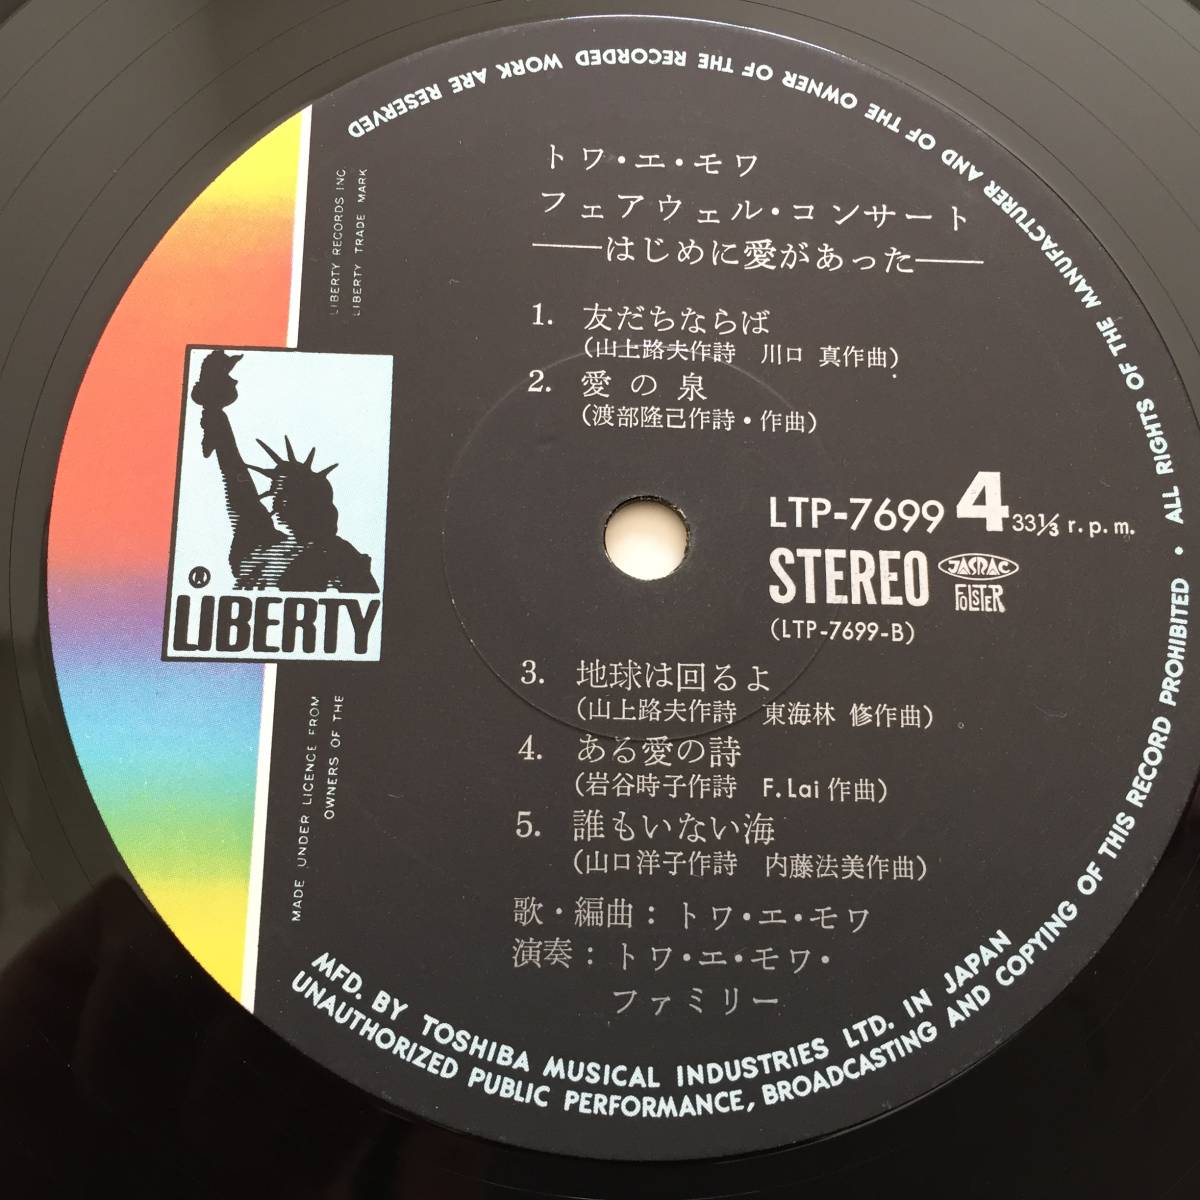 トワ・エ・モワ
フェアウェル・コンサート
──はじめに愛があった──
1. 友だちならば
(山上路夫作詩 川口 真作曲)
2. 愛の泉
(渡部隆己作詩・作曲)
LTP-7699 4 33⅓ r.p.m.
STEREO JASRAC
FOLSTER
(LTP-7699-B)
3. 地球は回るよ
(山上路夫作詩 東海林 修作曲)
4. ある愛の詩
(岩谷時子作詩 F.Lai 作曲)
5. 誰もいない海
(山口洋子作詩 内藤法美作曲)
歌・編曲：トワ・エ・モワ
演奏：トワ・エ・モワ・
ファミリー
® LIBERTY
LIBERTY RECORDS INC.
LIBERTY TRADE MARK
MADE UNDER LICENCE FROM
OWNERS OF THE
MFD. BY TOSHIBA MUSICAL INDUSTRIES LTD. IN JAPAN
ALL RIGHTS OF THE MANUFACTURER AND OF THE OWNER OF THE RECORDED WORK ARE RESERVED
UNAUTHORIZED PUBLIC PERFORMANCE, BROADCASTING AND COPYING OF THIS RECORD PROHIBITED •